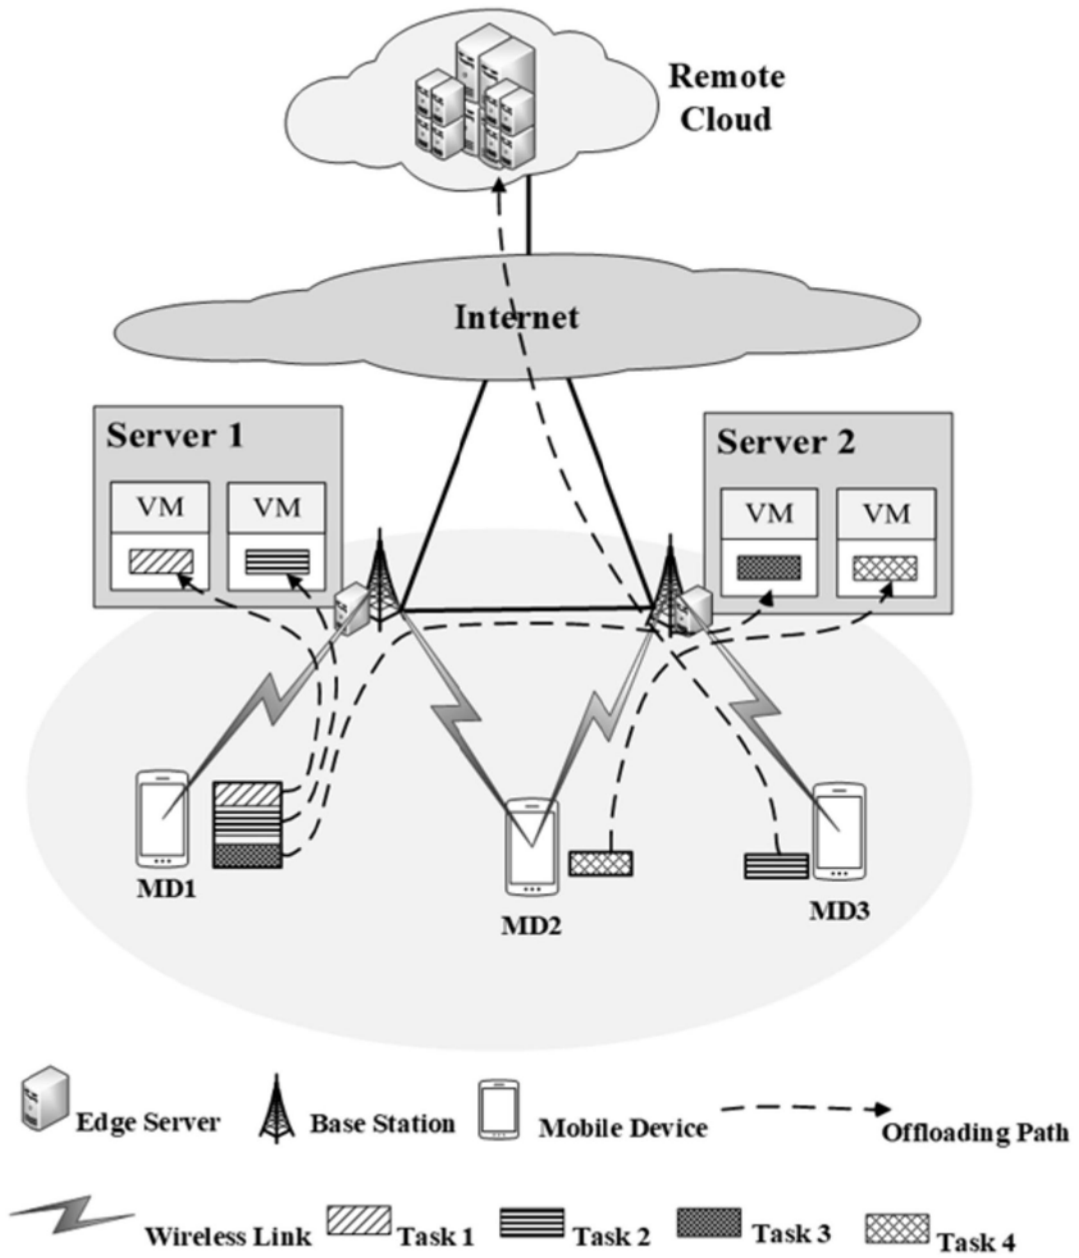 Remote
Cloud
Internet
Server 1
Server 2
VM
VM
VM
VM
MD1
MD2
MD3
Edge Server
Base Station
Mobile Device
Offloading Path
Wireless Link
Task 1
Task 2
Task 3
Task 4